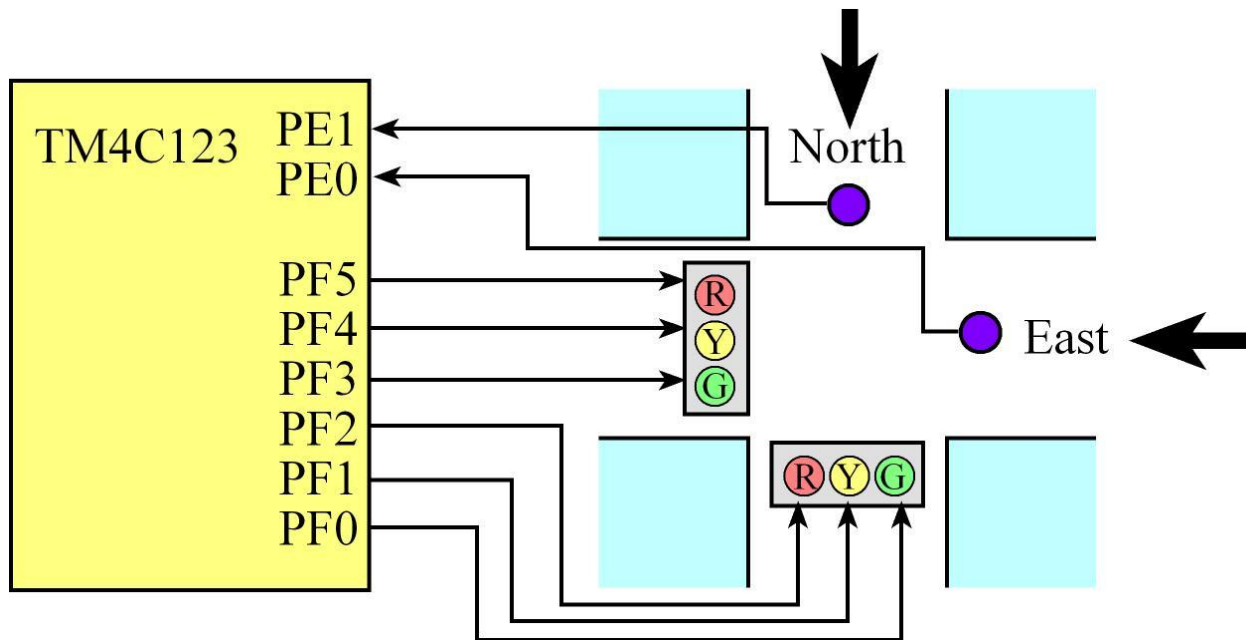 TM4C123
PE1
PE0
PF5
PF4
PF3
PF2
PF1
PF0
North
East
R
Y
G
R Y G